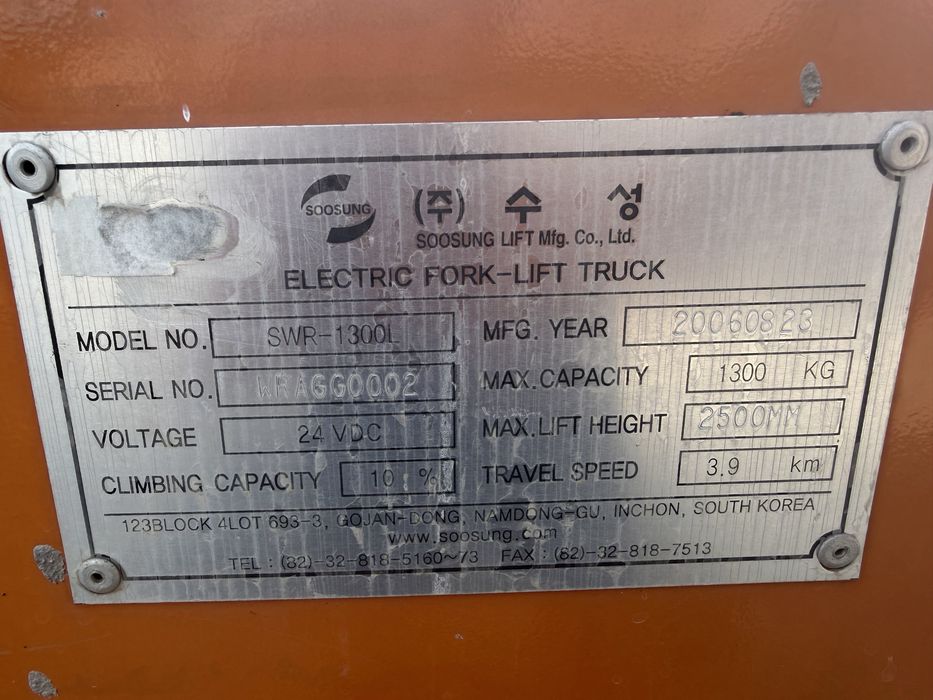 SOOSUNG (주) 수 성
SOOSUNG LIFT Mfg. Co., Ltd.
ELECTRIC FORK-LIFT TRUCK
MODEL NO. SWR-1300L MFG. YEAR 20060823
SERIAL NO. WRAGG0002 MAX.CAPACITY 1300 KG
VOLTAGE 24 VDC MAX.LIFT HEIGHT 2500MM
CLIMBING CAPACITY 10 % TRAVEL SPEED 3.9 km
123BLOCK 4LOT 693-3, GOJAN-DONG, NAMDONG-GU, INCHON, SOUTH KOREA
www.soosung.com
TEL : (82)-32-818-5160~73 FAX : (82)-32-818-7513